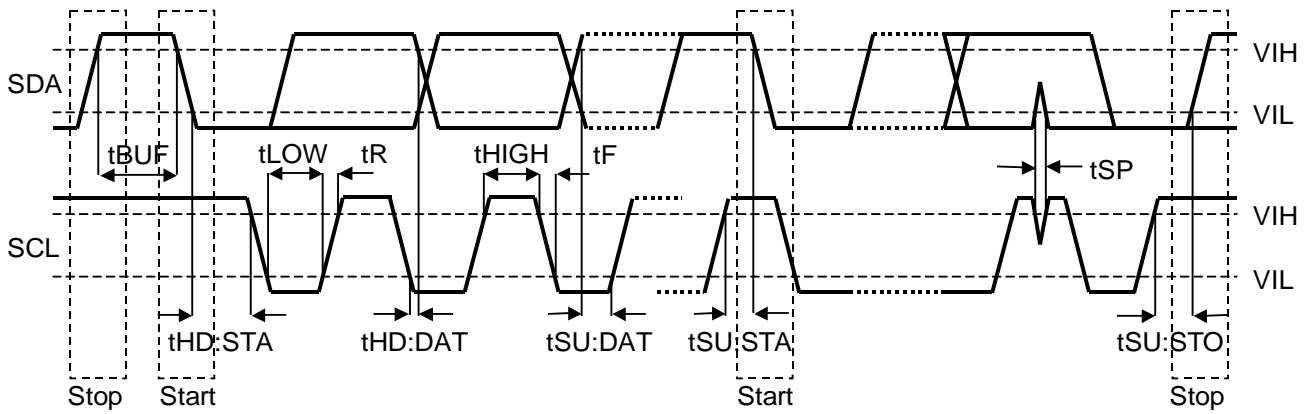 VIH
SDA
VIL
tBUF tLOW tR tHIGH tF
tSP
VIH
SCL
VIL
tHD:STA tHD:DAT tSU:DAT tSU:STA tSU:STO
Stop Start Start Stop